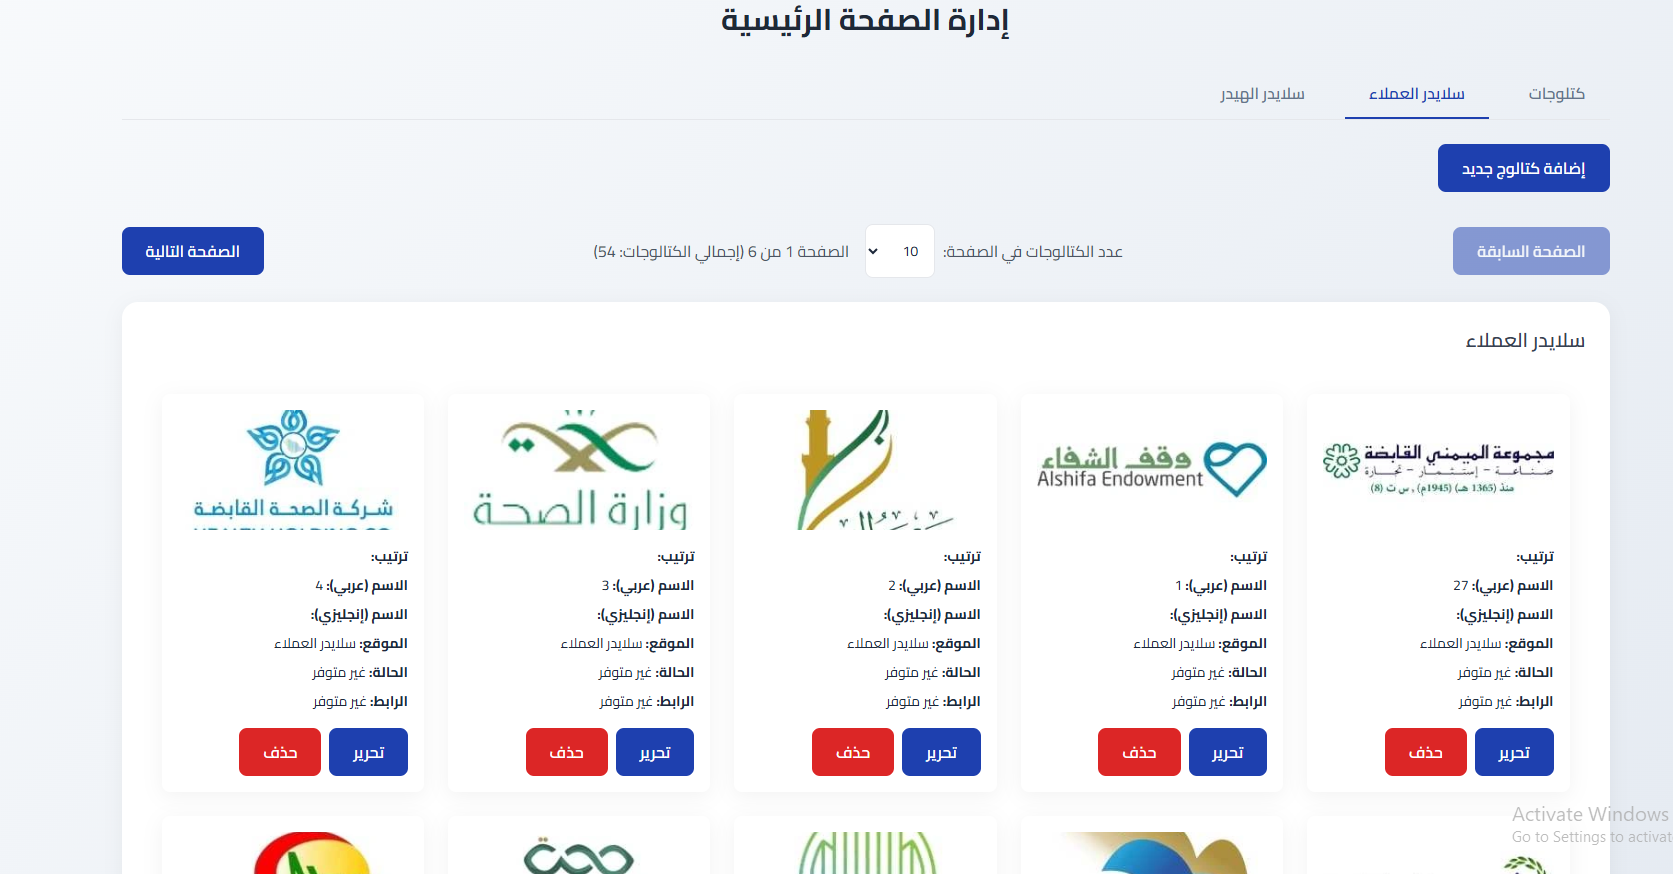 إدارة الصفحة الرئيسية
كتلوجات
سلايدر العملاء
سلايدر الهيدر
إضافة كتالوج جديد
الصفحة السابقة
عدد الكتالوجات في الصفحة:
10
الصفحة 1 من 6 (إجمالي الكتالوجات: 54)
الصفحة التالية
سلايدر العملاء
مجموعة الميمني القابضة
صناعة - إستثمار - تجارة
منذ (1365 هـ) (1945م) , س ت (8)
ترتيب:
الاسم (عربي): 27
الاسم (إنجليزي):
الموقع: سلايدر العملاء
الحالة: غير متوفر
الرابط: غير متوفر
تحرير
حذف
وقف الشفاء
Alshifa Endowment
ترتيب:
الاسم (عربي): 1
الاسم (إنجليزي):
الموقع: سلايدر العملاء
الحالة: غير متوفر
الرابط: غير متوفر
تحرير
حذف
ترتيب:
الاسم (عربي): 2
الاسم (إنجليزي):
الموقع: سلايدر العملاء
الحالة: غير متوفر
الرابط: غير متوفر
تحرير
حذف
وزارة الصحة
ترتيب:
الاسم (عربي): 3
الاسم (إنجليزي):
الموقع: سلايدر العملاء
الحالة: غير متوفر
الرابط: غير متوفر
تحرير
حذف
شركة الصحة القابضة
ترتيب:
الاسم (عربي): 4
الاسم (إنجليزي):
الموقع: سلايدر العملاء
الحالة: غير متوفر
الرابط: غير متوفر
تحرير
حذف
Activate Windows
Go to Settings to activat